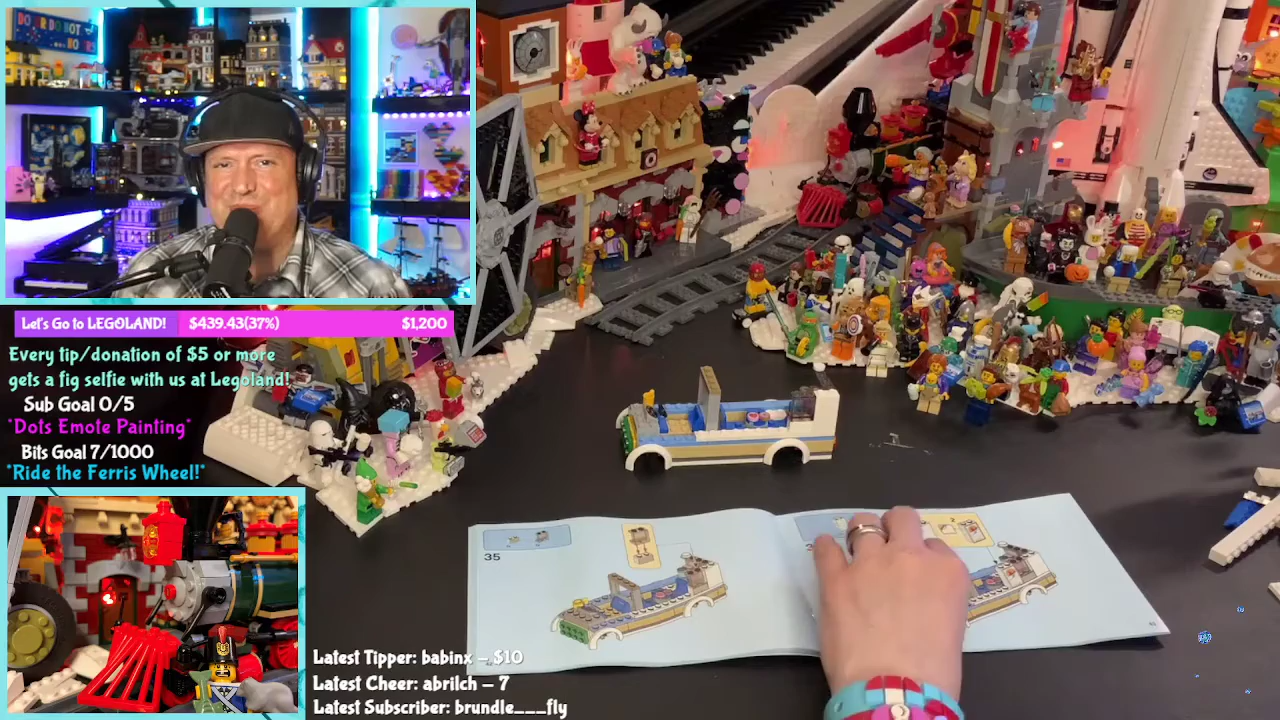 Let's Go to LEGOLAND! $439.43(37%) $1,200
Every tip/donation of $5 or more
gets a fig selfie with us at Legoland!
Sub Goal 0/5
*Dots Emote Painting*
Bits Goal 7/1000
*Ride the Ferris Wheel!*
35
Latest Tipper: babinx - $10
Latest Cheer: abrilch - 7
Latest Subscriber: brundle___fly